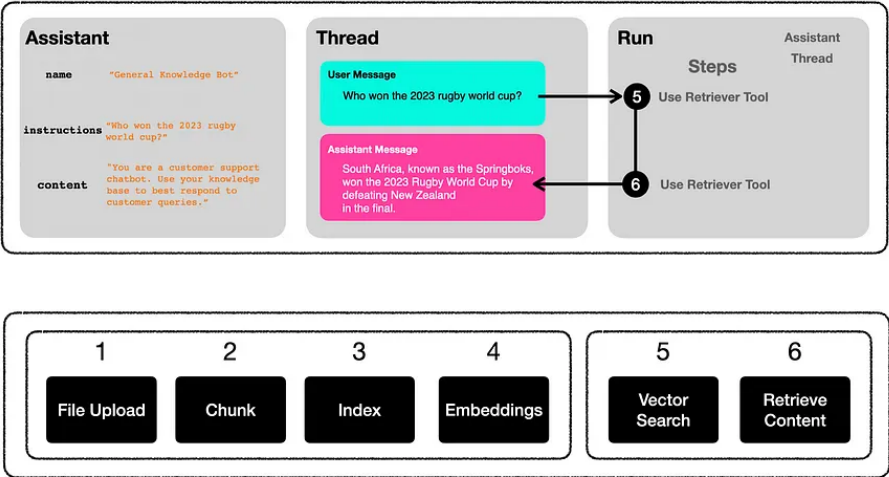 Assistant
name
"General Knowledge Bot"
instructions
"Who won the 2023 rugby
world cup?"
content
"You are a customer support
chatbot. Use your knowledge
base to best respond to
customer queries."
Thread
User Message
Who won the 2023 rugby world cup?
Assistant Message
South Africa, known as the Springboks,
won the 2023 Rugby World Cup by
defeating New Zealand
in the final.
Run
Assistant
Thread
Steps
5
Use Retriever Tool
6
Use Retriever Tool
1
File Upload
2
Chunk
3
Index
4
Embeddings
5
Vector
Search
6
Retrieve
Content